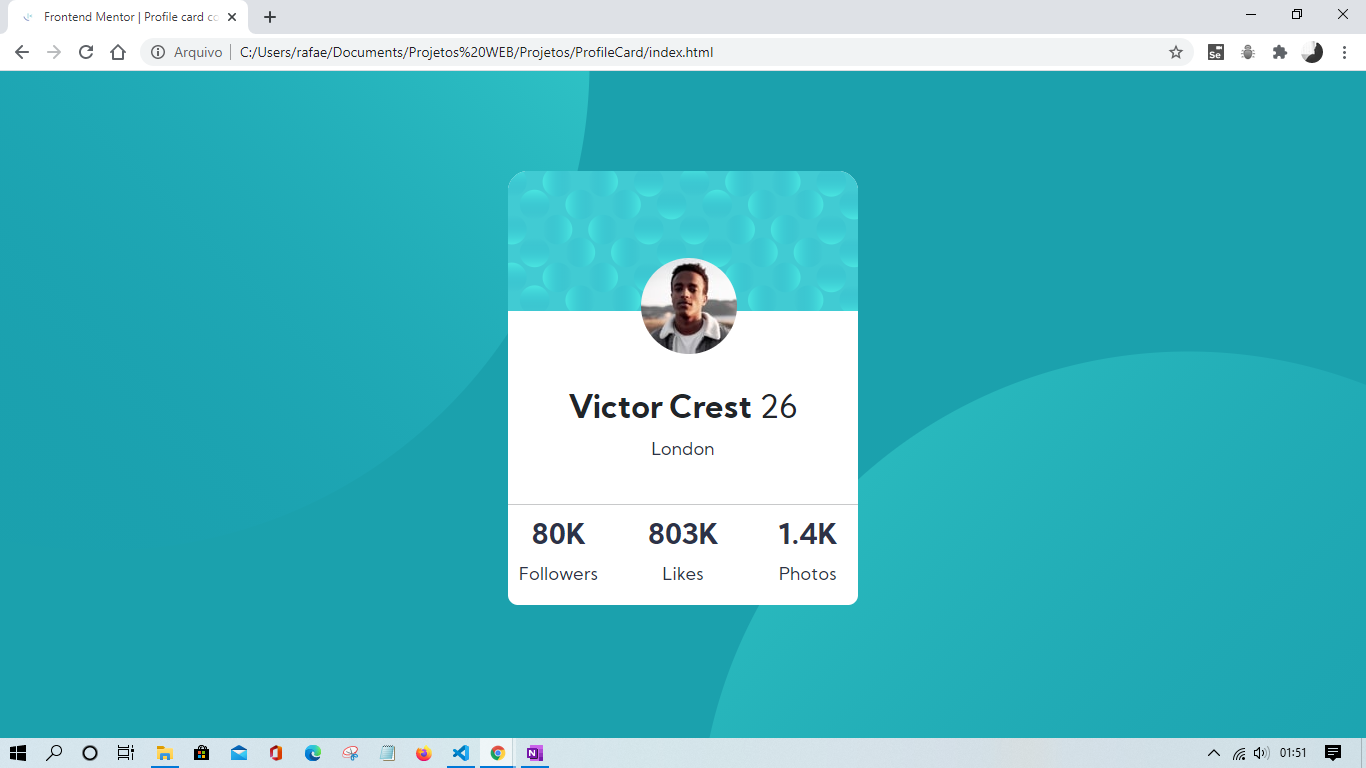 Frontend Mentor | Profile card co
Arquivo | C:/Users/rafae/Documents/Projetos%20WEB/Projetos/ProfileCard/index.html
Se
Victor Crest 26
London
80K 803K 1.4K
Followers Likes Photos
N
01:51